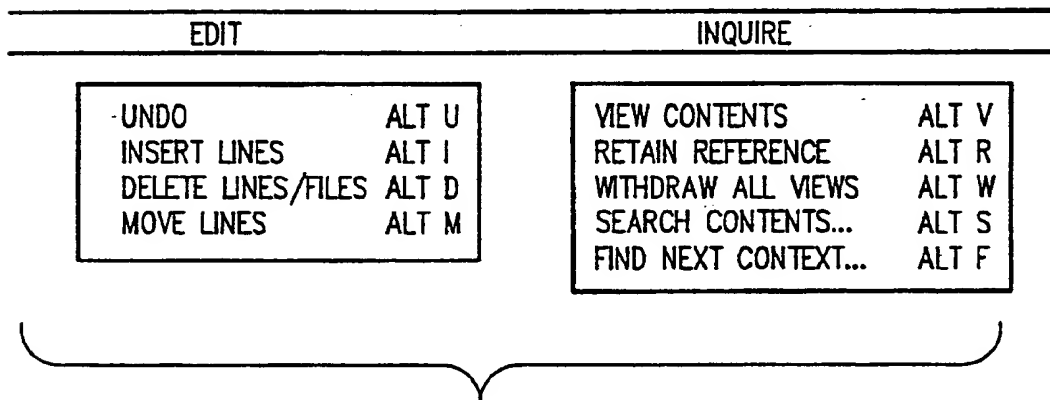 EDIT INQUIRE
UNDO ALT U
INSERT LINES ALT I
DELETE LINES/FILES ALT D
MOVE LINES ALT M
VIEW CONTENTS ALT V
RETAIN REFERENCE ALT R
WITHDRAW ALL VIEWS ALT W
SEARCH CONTENTS... ALT S
FIND NEXT CONTEXT... ALT F